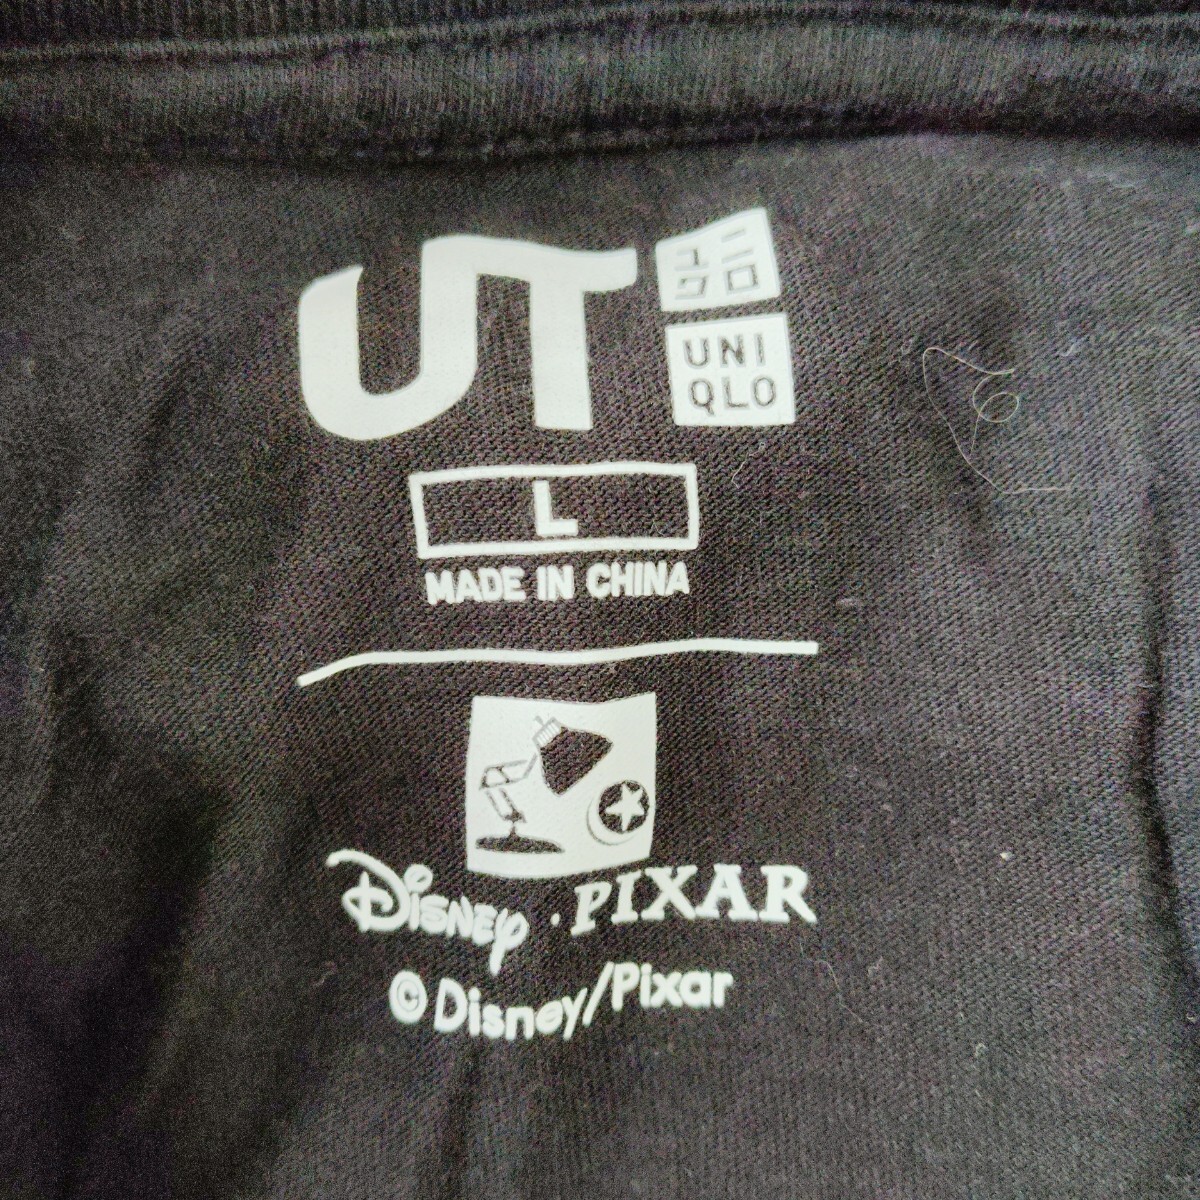 UT
ユニ
クロ
UNI
QLO
L
MADE IN CHINA
Disney · PIXAR
© Disney/Pixar